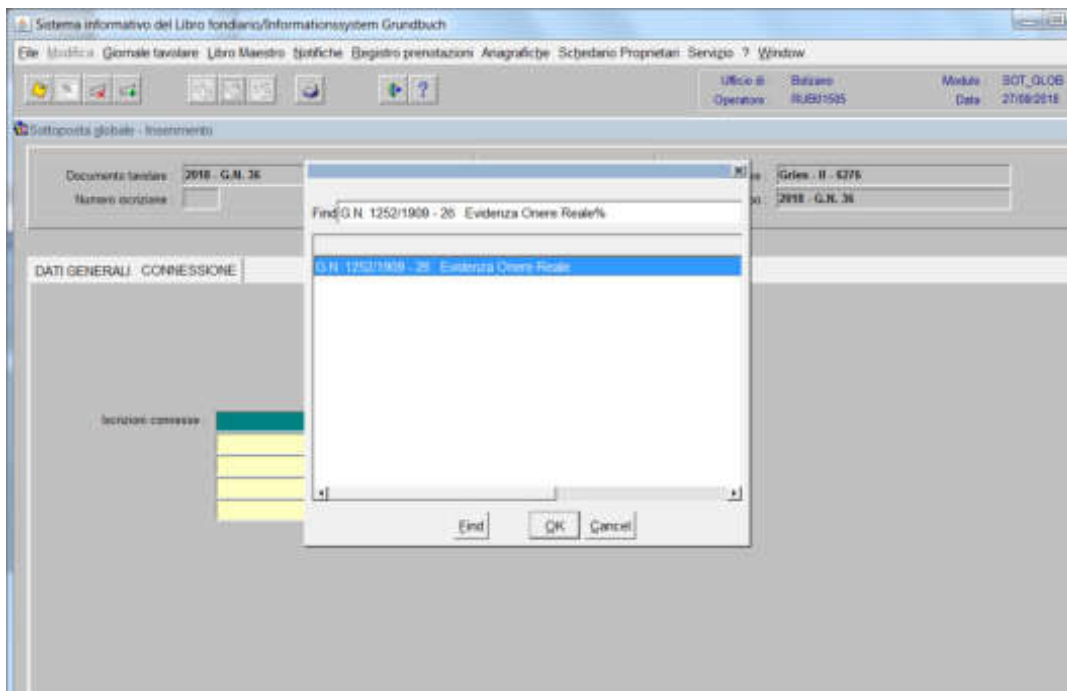 Sistema informativo del Libro fondiario/Informationssystem Grundbuch
File Modifica Giornale tavolare Libro Maestro Notifiche Registro prenotazioni Anagrafiche Schedario Proprietari Servizio ? Window
Ufficio di Bolzano Modulo SOT_GLOB
Operatore RUB01505 Data 27/08/2018
Sottoposta globale - Inserimento
Documento tavolare 2018 - G.N. 36 Gries - II - 6276
Numero iscrizione 2018 - G.N. 36
Find G.N. 1252/1909 - 26 Evidenza Onere Reale%
DATI GENERALI CONNESSIONE
G.N. 1252/1909 - 26 Evidenza Onere Reale
Iscrizioni connesse
Find OK Cancel